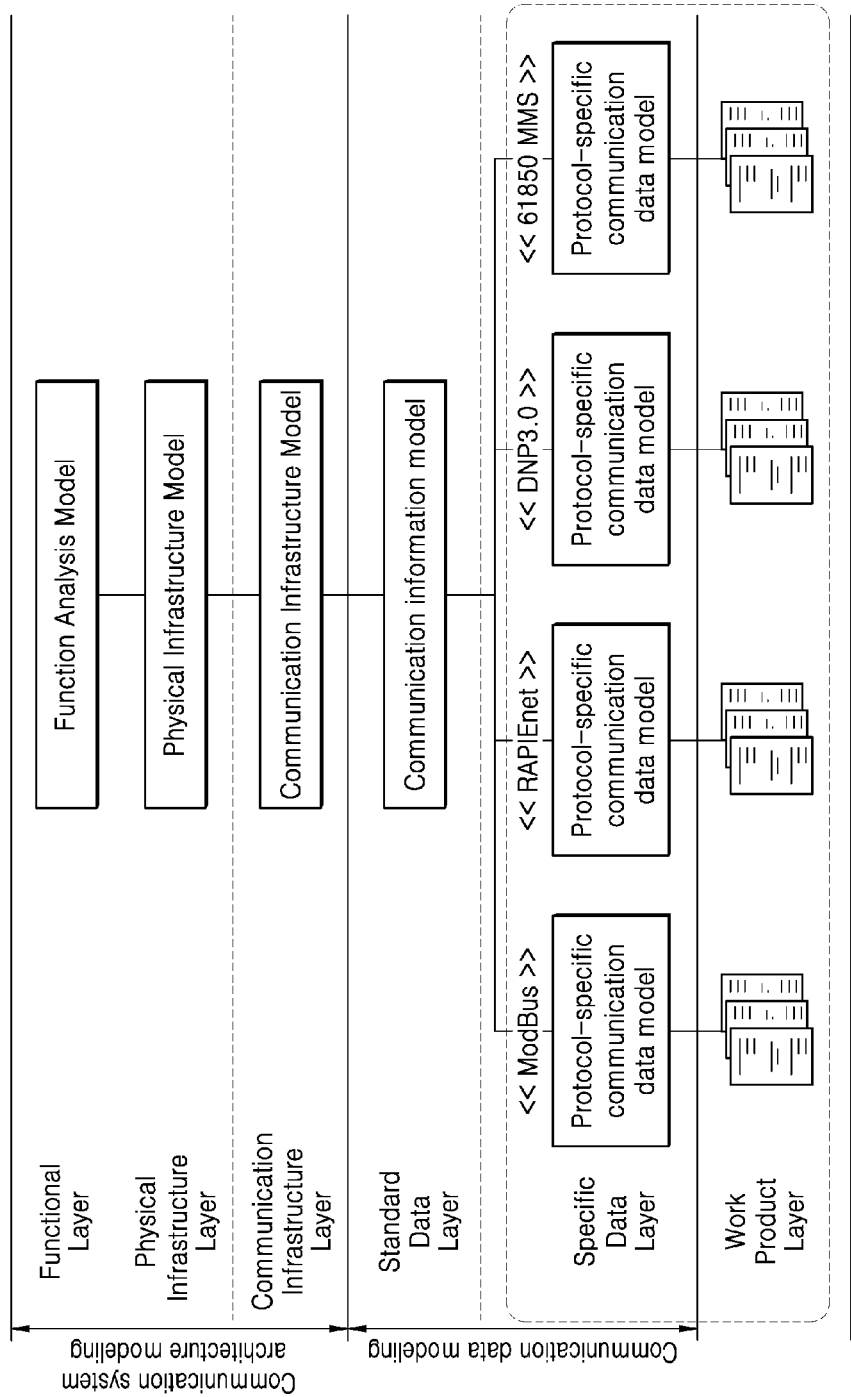 Communication system
architecture modeling
Functional
Layer
Function Analysis Model
Physical
Infrastructure
Layer
Physical Infrastructure Model
Communication
Infrastructure
Layer
Communication Infrastructure Model
Communication data modeling
Standard
Data
Layer
Communication information model
Specific
Data
Layer
<< ModBus >>
Protocol-specific
communication
data model
<< RAPIEnet >>
Protocol-specific
communication
data model
<< DNP3.0 >>
Protocol-specific
communication
data model
<< 61850 MMS >>
Protocol-specific
communication
data model
Work
Product
Layer